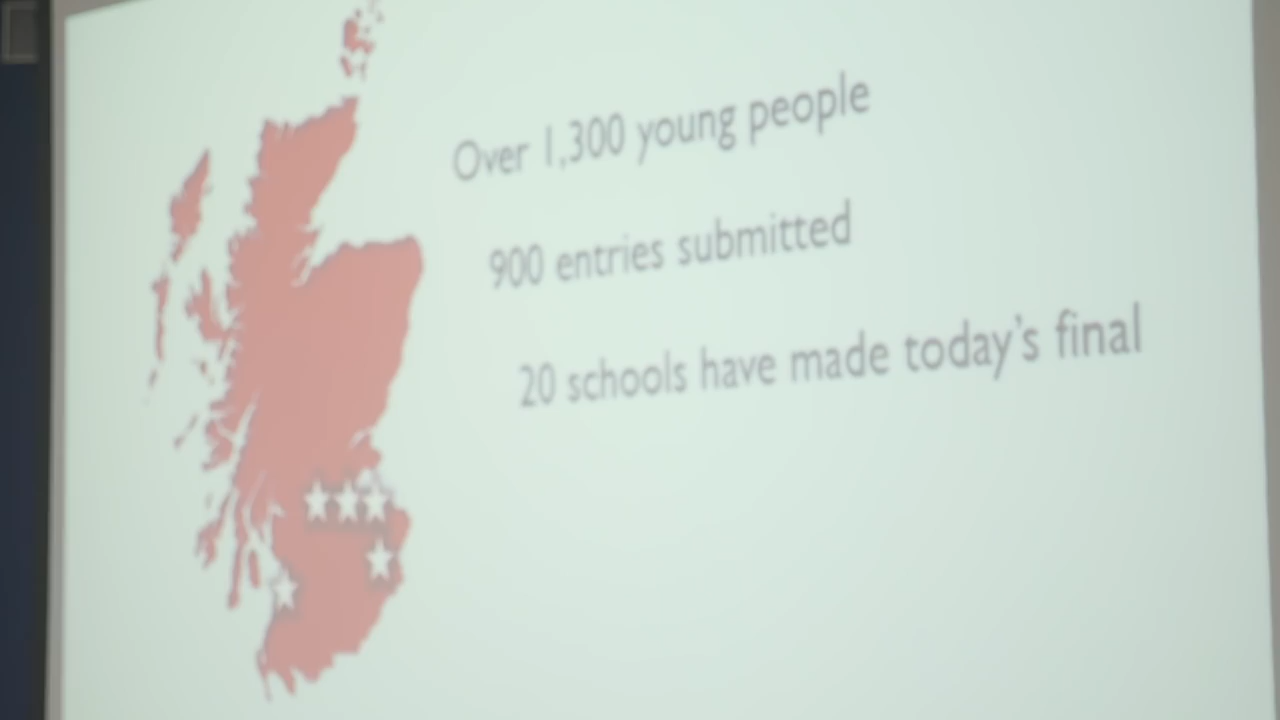 Over 1,300 young people
900 entries submitted
20 schools have made today's final